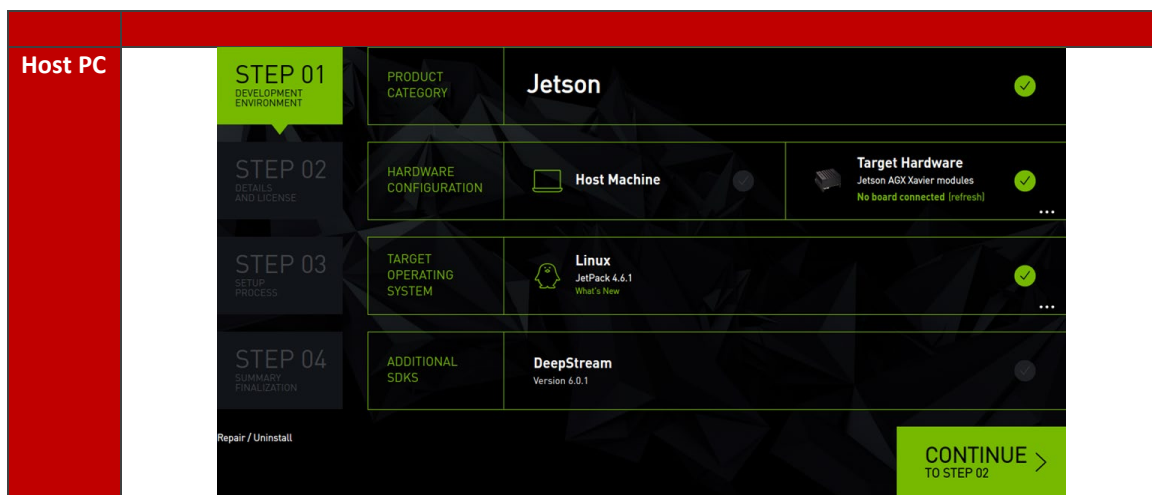 Host PC
STEP 01
DEVELOPMENT
ENVIRONMENT
PRODUCT
CATEGORY
Jetson
STEP 02
DETAILS
AND LICENSE
HARDWARE
CONFIGURATION
Host Machine
Target Hardware
Jetson AGX Xavier modules
No board connected (refresh)
...
STEP 03
SETUP
PROCESS
TARGET
OPERATING
SYSTEM
Linux
JetPack 4.6.1
What's New
...
STEP 04
SUMMARY
FINALIZATION
ADDITIONAL
SDKS
DeepStream
Version 6.0.1
Repair / Uninstall
CONTINUE >
TO STEP 02